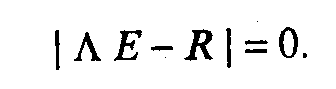 | Λ E − R | = 0.